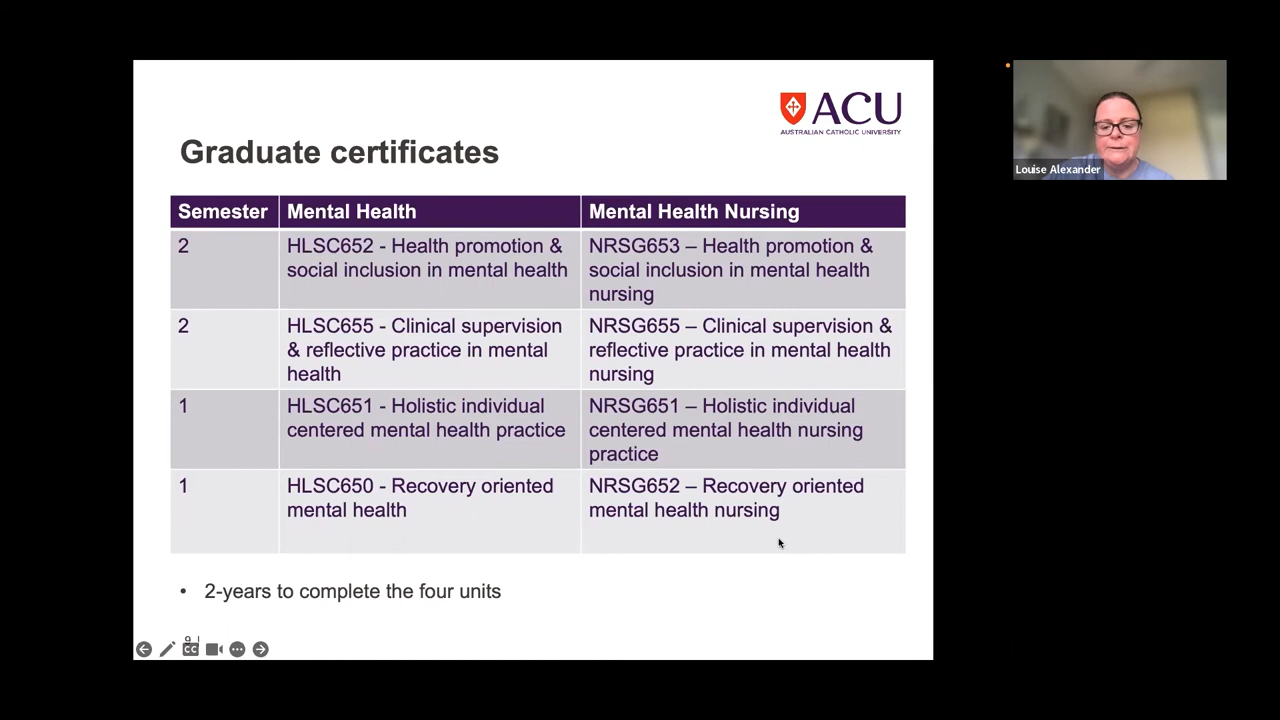 ACU
AUSTRALIAN CATHOLIC UNIVERSITY
Louise Alexander
Graduate certificates
Semester
Mental Health
Mental Health Nursing
2
HLSC652 - Health promotion &
social inclusion in mental health
NRSG653 – Health promotion &
social inclusion in mental health
nursing
2
HLSC655 - Clinical supervision
& reflective practice in mental
health
NRSG655 – Clinical supervision &
reflective practice in mental health
nursing
1
HLSC651 - Holistic individual
centered mental health practice
NRSG651 – Holistic individual
centered mental health nursing
practice
1
HLSC650 - Recovery oriented
mental health
NRSG652 – Recovery oriented
mental health nursing
• 2-years to complete the four units
CC